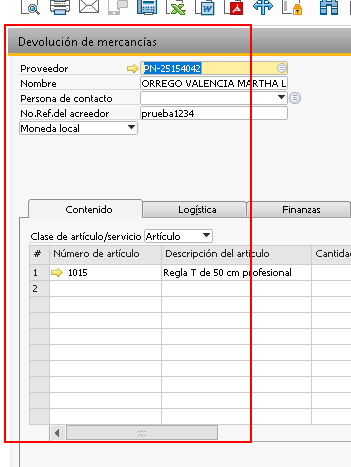 Devolución de mercancías
Proveedor PN-25154042
Nombre ORREGO VALENCIA MARTHA L
Persona de contacto
No.Ref.del acreedor prueba1234
Moneda local
Contenido Logística Finanzas
Clase de artículo/servicio Artículo
# Número de artículo Descripción del artículo Cantida
1 1015 Regla T de 50 cm profesional
2